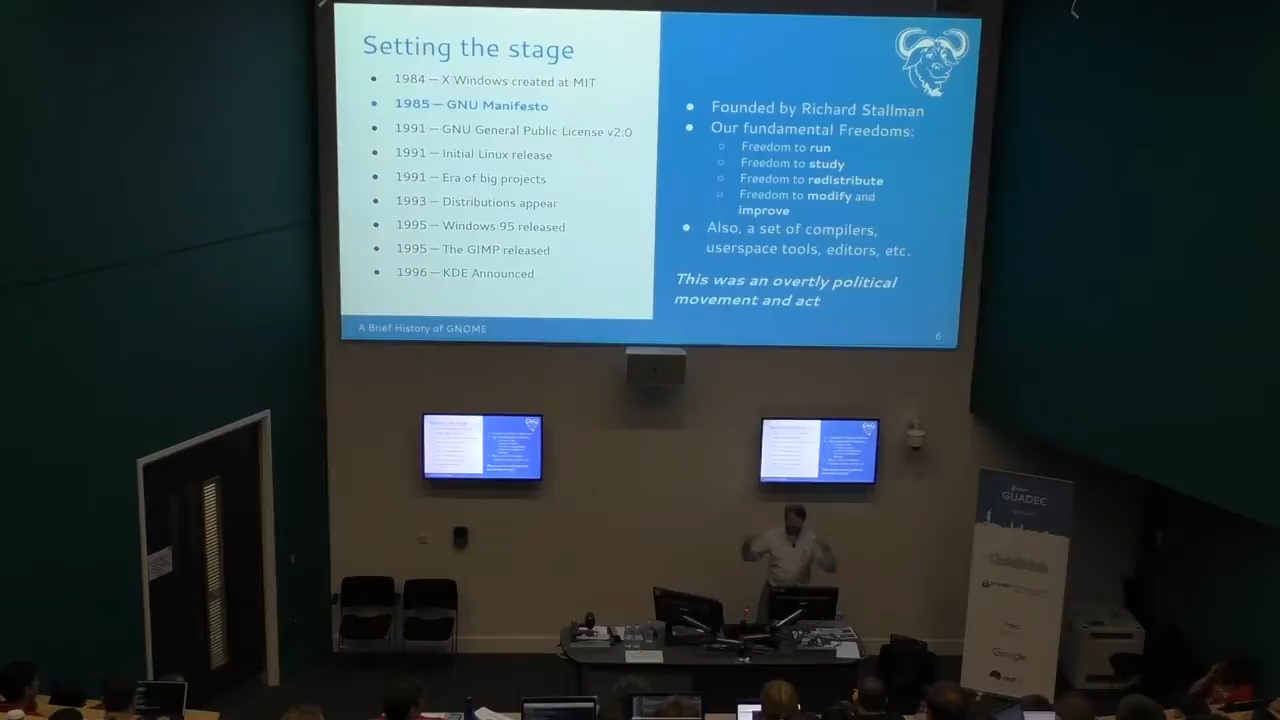 Setting the stage
1984 — X Windows created at MIT
1985 — GNU Manifesto
1991 — GNU General Public License v2.0
1991 — Initial Linux release
1991 — Era of big projects
1993 — Distributions appear
1995 — Windows 95 released
1995 — The GIMP released
1996 — KDE Announced
A Brief History of GNOME
Founded by Richard Stallman
Our fundamental Freedoms:
Freedom to run
Freedom to study
Freedom to redistribute
Freedom to modify and
improve
Also, a set of compilers,
userspace tools, editors, etc.
This was an overtly political
movement and act
6
GUADEC
Google